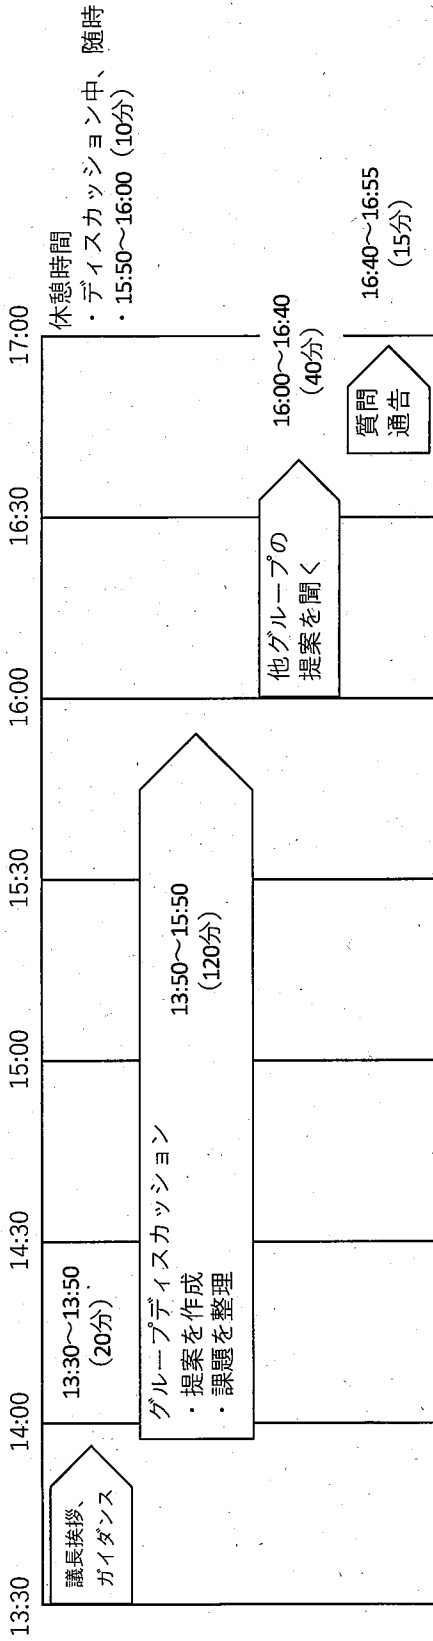 13:30
14:00
14:30
15:00
15:30
16:00
16:30
17:00
議長挨拶、
ガイダンス
13:30～13:50
(20分)
休憩時間
・ディスカッション中、随時
・15:50～16:00（10分）
グループディスカッション
・提案を作成
・課題を整理
13:50～15:50
(120分)
他グループの
提案を聞く
16:00～16:40
(40分)
質問
通告
16:40～16:55
(15分)